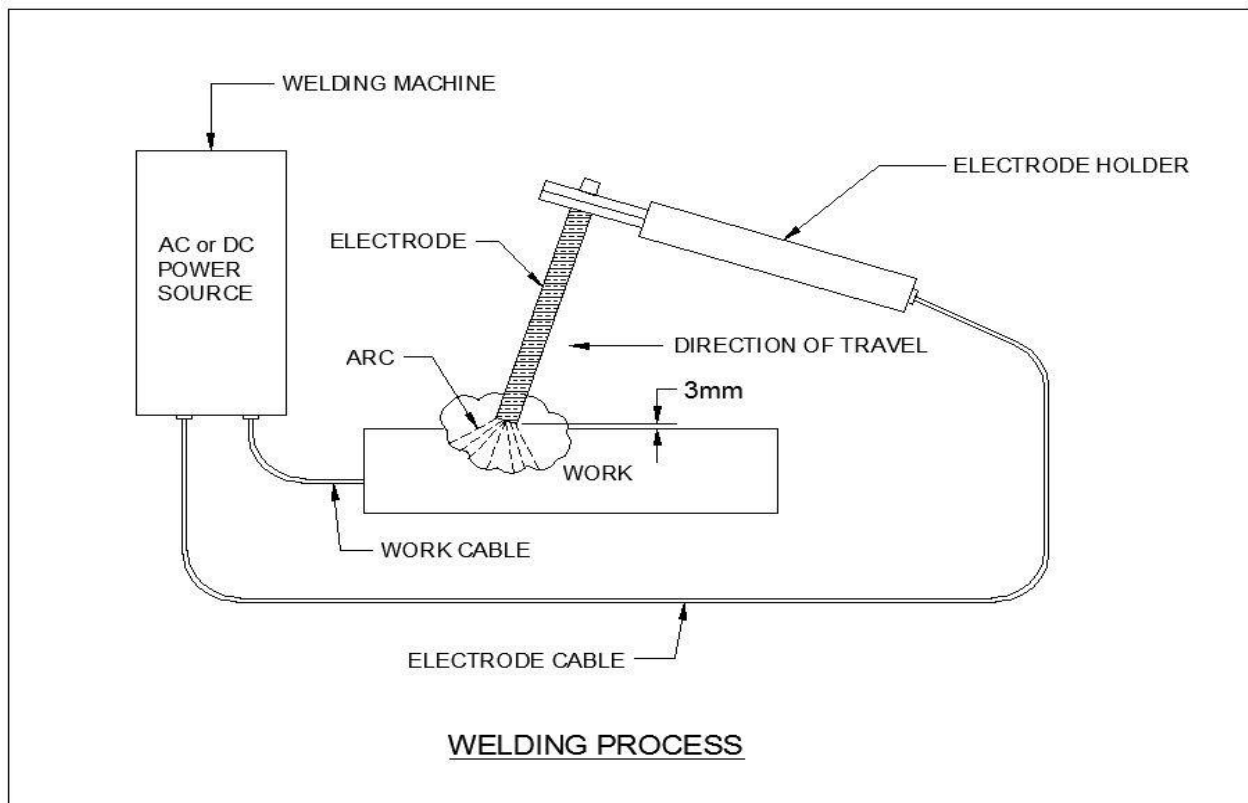 WELDING MACHINE
ELECTRODE HOLDER
AC or DC
POWER
SOURCE
ELECTRODE
DIRECTION OF TRAVEL
ARC
3mm
WORK
WORK CABLE
ELECTRODE CABLE
WELDING PROCESS